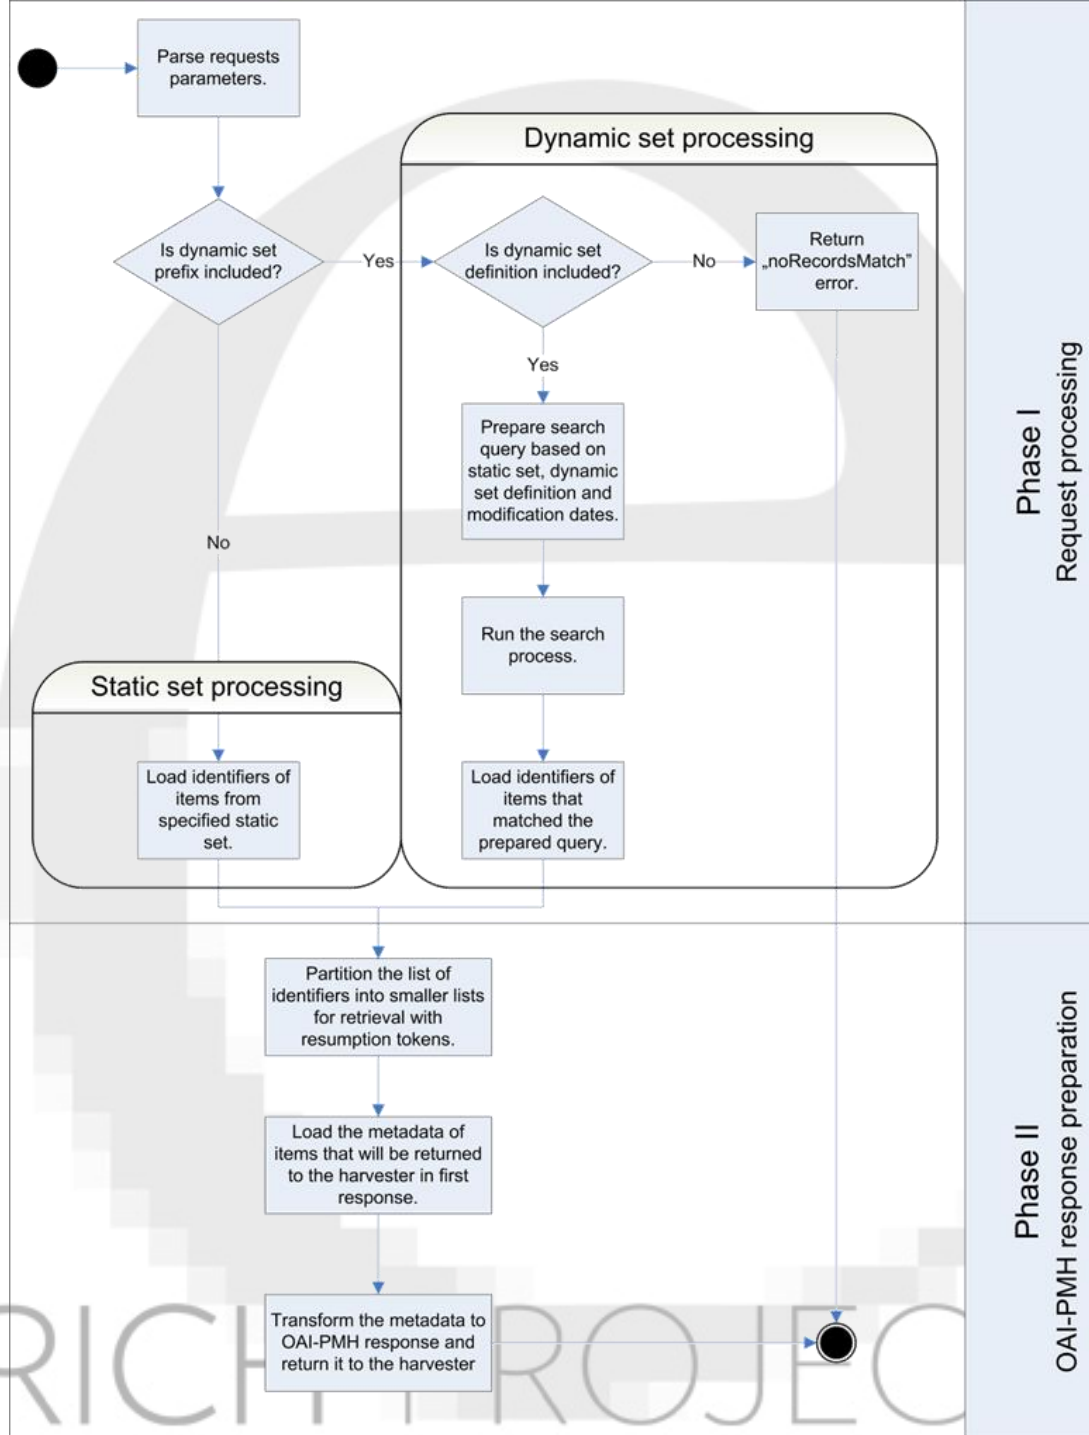 Parse requests
parameters.
Dynamic set processing
Is dynamic set
prefix included?
Yes
Is dynamic set
definition included?
No
Return
„noRecordsMatch”
error.
Yes
Prepare search
query based on
static set, dynamic
set definition and
modification dates.
No
Run the search
process.
Static set processing
Load identifiers of
items from
specified static
set.
Load identifiers of
items that
matched the
prepared query.
Phase I
Request processing
Partition the list of
identifiers into smaller lists
for retrieval with
resumption tokens.
Load the metadata of
items that will be returned
to the harvester in first
response.
Transform the metadata to
OAI-PMH response and
return it to the harvester
Phase II
OAI-PMH response preparation
RICH PROJEC